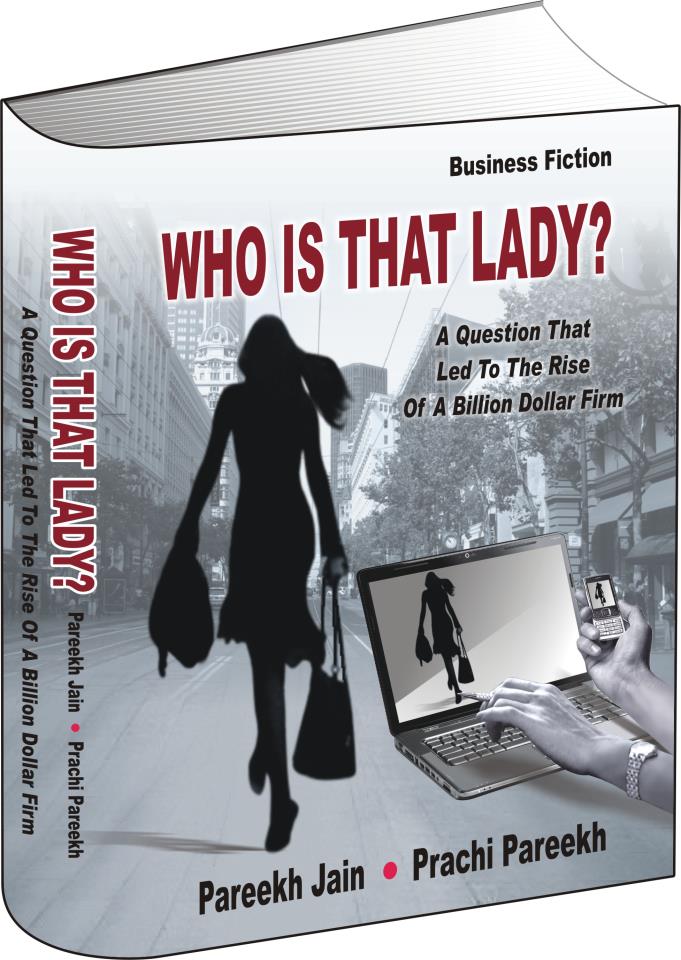 Business Fiction
WHO IS THAT LADY?
A Question That
Led To The Rise
Of A Billion Dollar Firm
Pareekh Jain • Prachi Pareekh
WHO IS THAT LADY?
A Question That Led To The Rise Of A Billion Dollar Firm
Pareekh Jain • Prachi Pareekh